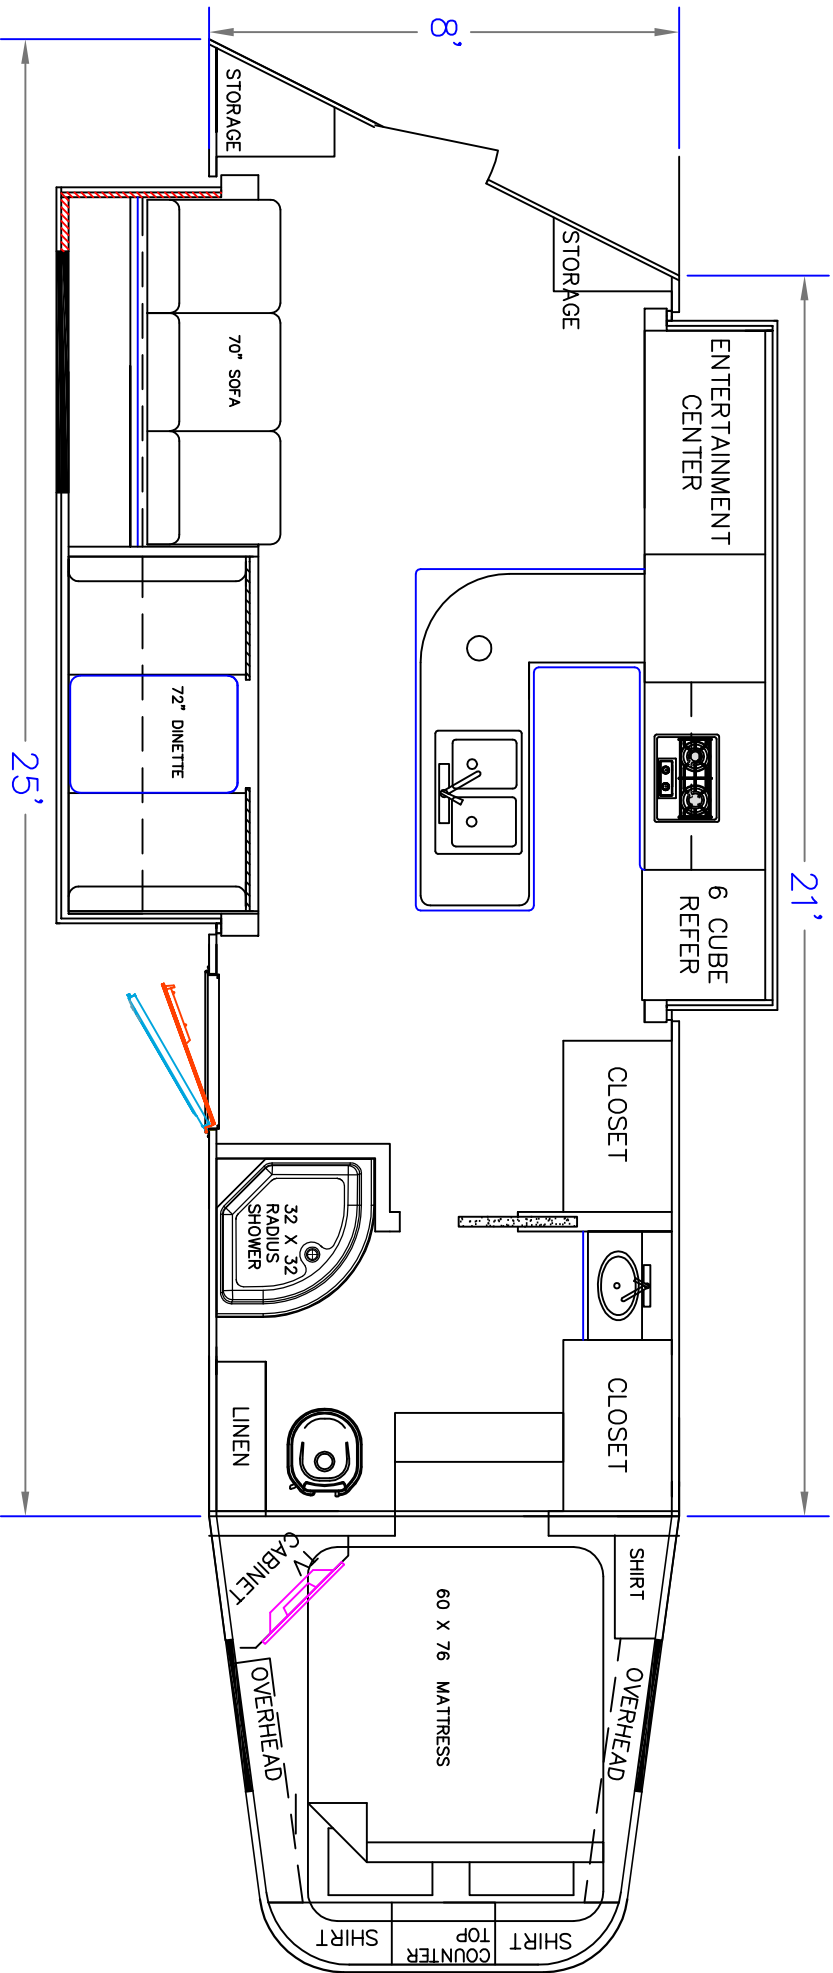 8'
STORAGE
STORAGE
ENTERTAINMENT
CENTER
70" SOFA
72" DINETTE
25'
21'
6 CUBE
REFER
CLOSET
32 X 32
RADIUS
SHOWER
LINEN
CLOSET
TV
CABINET
SHIRT
60 X 76 MATTRESS
OVERHEAD
OVERHEAD
SHIRT
COUNTER
TOP
SHIRT